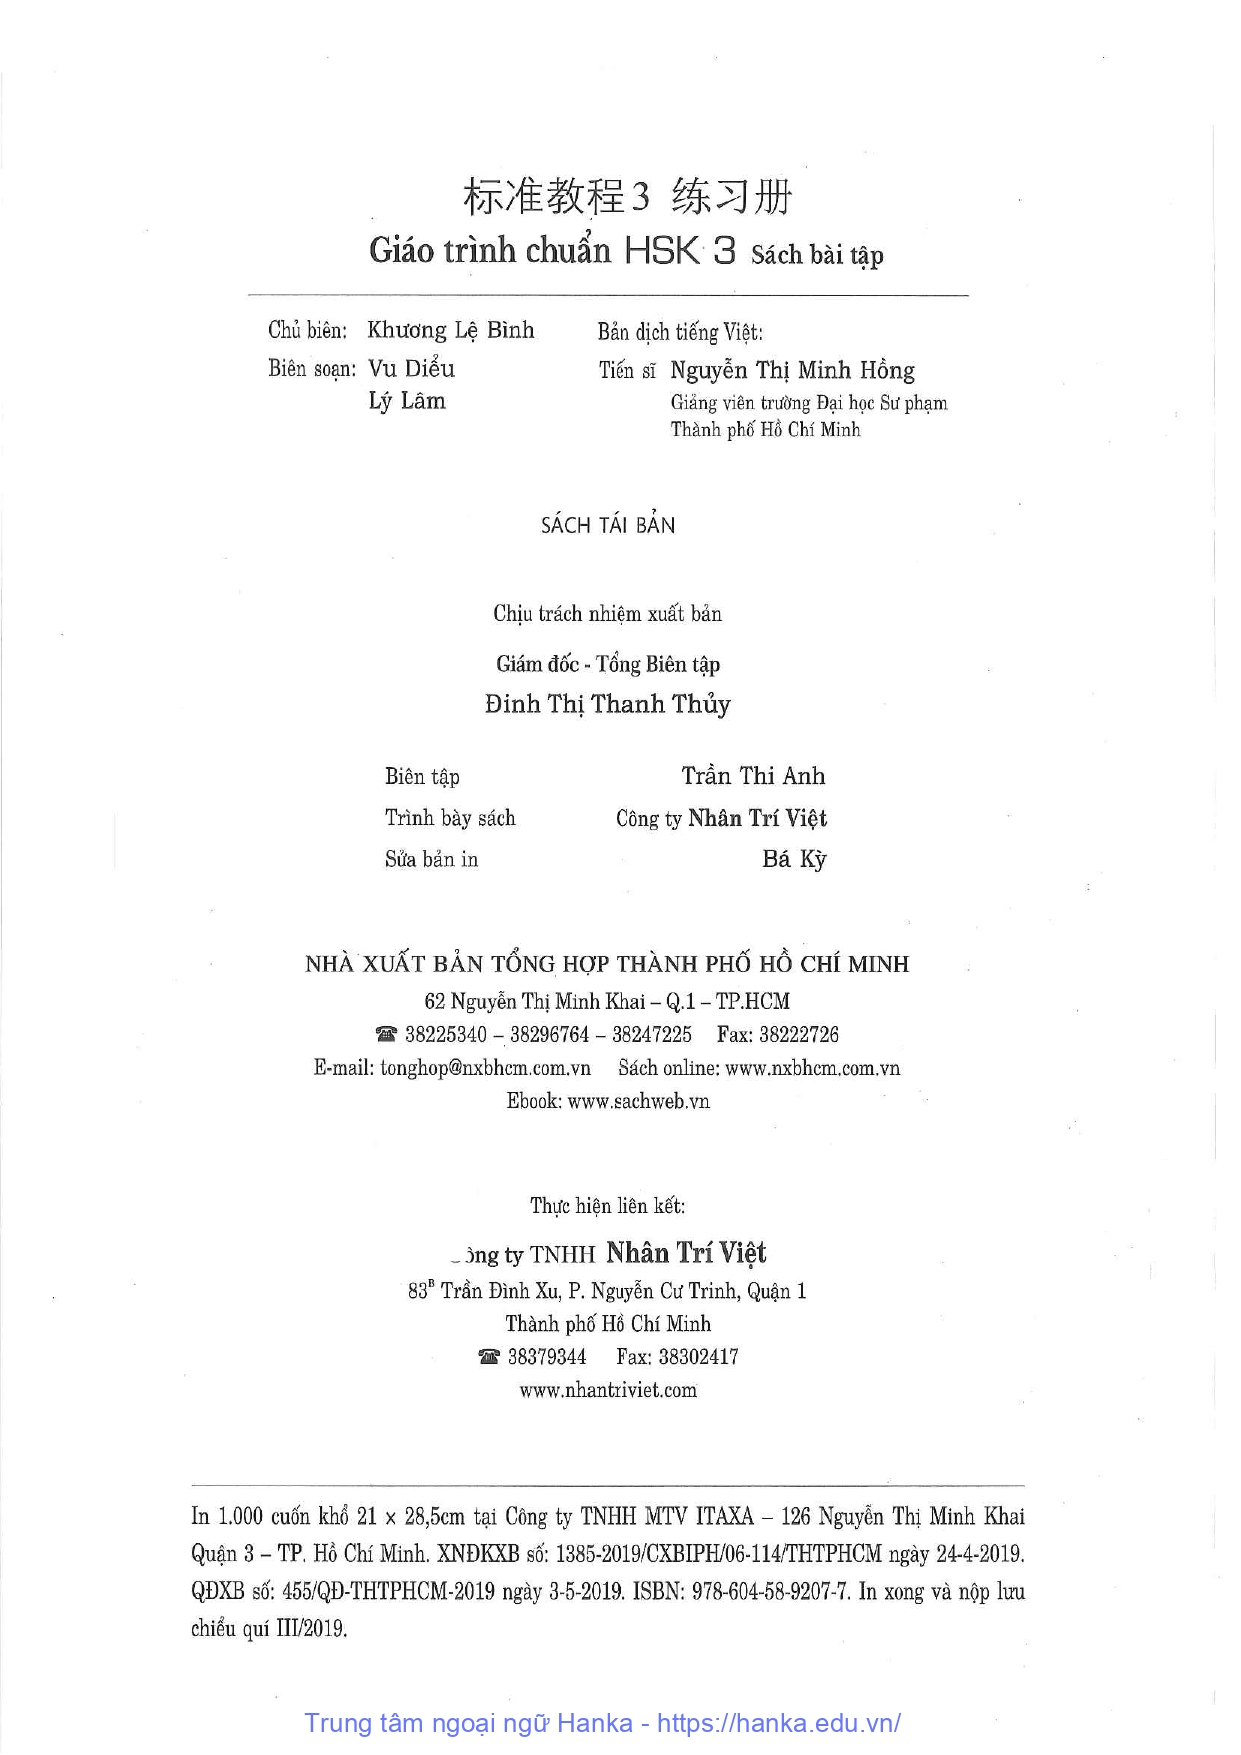 标准教程3 练习册
Giáo trình chuẩn HSK 3 Sách bài tập
Chủ biên: Khương Lệ Bình
Biên soạn: Vu Diểu
Lý Lâm
Bản dịch tiếng Việt:
Tiến sĩ Nguyễn Thị Minh Hồng
Giảng viên trường Đại học Sư phạm
Thành phố Hồ Chí Minh
SÁCH TÁI BẢN
Chịu trách nhiệm xuất bản
Giám đốc - Tổng Biên tập
Đinh Thị Thanh Thủy
Biên tập Trần Thi Anh
Trình bày sách Công ty Nhân Trí Việt
Sửa bản in Bá Kỳ
NHÀ XUẤT BẢN TỔNG HỢP THÀNH PHỐ HỒ CHÍ MINH
62 Nguyễn Thị Minh Khai – Q.1 – TP.HCM
☎ 38225340 – 38296764 – 38247225 Fax: 38222726
E-mail: tonghop@nxbhcm.com.vn Sách online: www.nxbhcm.com.vn
Ebook: www.sachweb.vn
Thực hiện liên kết:
ty TNHH Nhân Trí Việt
83B Trần Đình Xu, P. Nguyễn Cư Trinh, Quận 1
Thành phố Hồ Chí Minh
☎ 38379344 Fax: 38302417
www.nhantriviet.com
In 1.000 cuốn khổ 21 x 28,5cm tại Công ty TNHH MTV ITAXA – 126 Nguyễn Thị Minh Khai
Quận 3 – TP. Hồ Chí Minh. XNĐKXB số: 1385-2019/CXBIPH/06-114/THTPHCM ngày 24-4-2019.
QĐXB số: 455/QĐ-THTPHCM-2019 ngày 3-5-2019. ISBN: 978-604-58-9207-7. In xong và nộp lưu
chiểu quí III/2019.
Trung tâm ngoại ngữ Hanka - https://hanka.edu.vn/